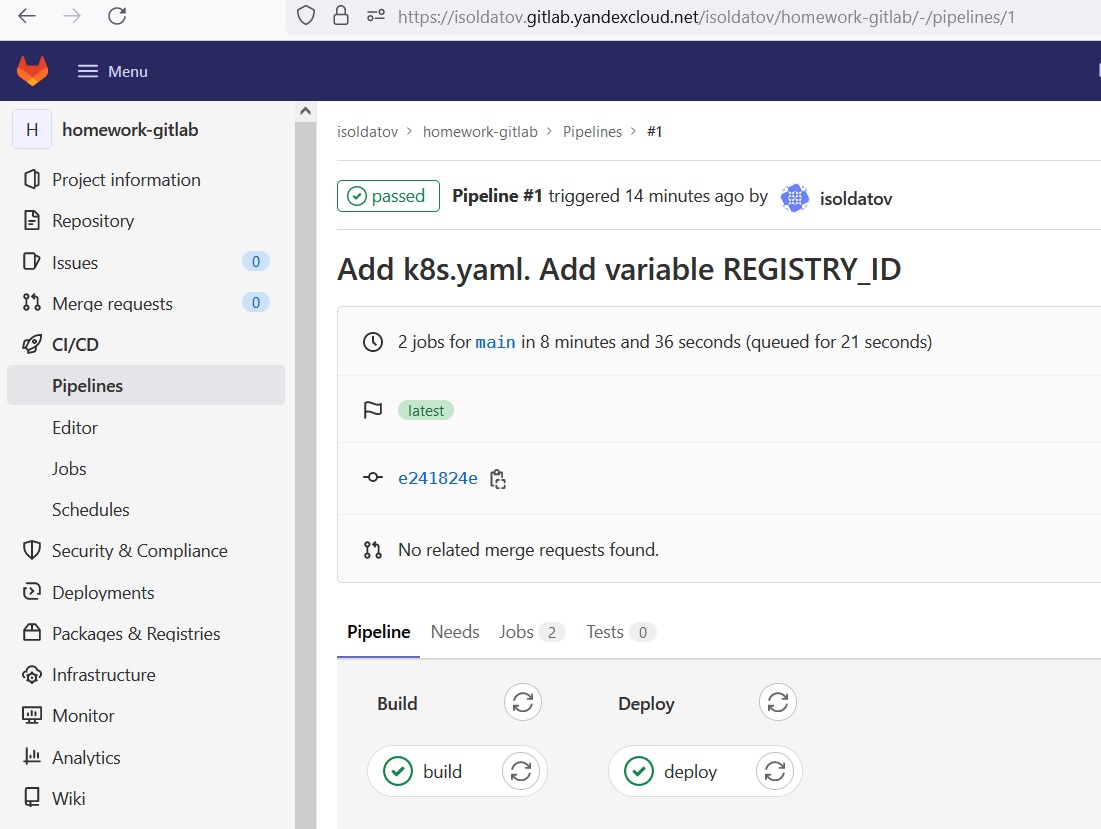 https://isoldatov.gitlab.yandexcloud.net/isoldatov/homework-gitlab/-/pipelines/1
Menu
H homework-gitlab
Project information
Repository
Issues 0
Merge requests 0
CI/CD
Pipelines
Editor
Jobs
Schedules
Security & Compliance
Deployments
Packages & Registries
Infrastructure
Monitor
Analytics
Wiki
isoldatov > homework-gitlab > Pipelines > #1
passed Pipeline #1 triggered 14 minutes ago by isoldatov
Add k8s.yaml. Add variable REGISTRY_ID
2 jobs for main in 8 minutes and 36 seconds (queued for 21 seconds)
latest
e241824e
No related merge requests found.
Pipeline Needs Jobs 2 Tests 0
Build Deploy
build deploy